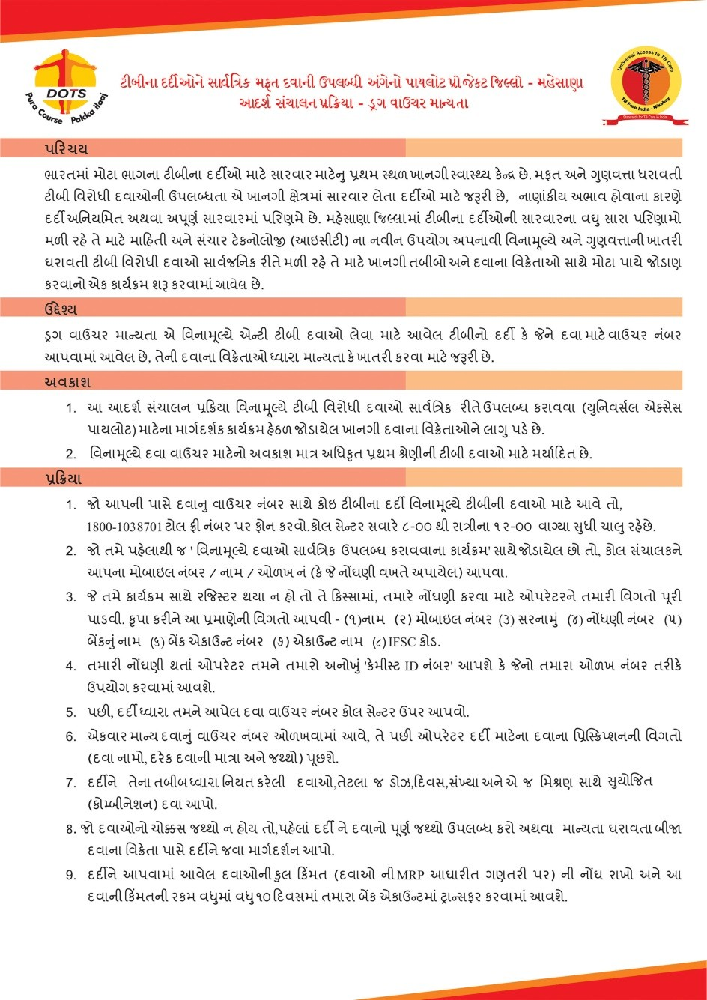 DOTS
Pura Course Pakka ilaaj
ટીબીના દર્દીઓને સાર્વત્રિક મફત દવાની ઉપલબ્ધી અંગેનો પાયલોટ પ્રોજેકટ જિલ્લો - મહેસાણા
આદર્શ સંચાલન પ્રક્રિયા - ડ્રગ વાઉચર માન્યતા
Universal Access to TB Care
TB Free India - Nikshay
Standards for TB Care in India
પરિચય
ભારતમાં મોટા ભાગના ટીબીના દર્દીઓ માટે સારવાર માટેનુ પ્રથમ સ્થળ ખાનગી સ્વાસ્થ્ય કેન્દ્ર છે. મફત અને ગુણવત્તા ધરાવતી
ટીબી વિરોધી દવાઓની ઉપલબ્ધતા એ ખાનગી ક્ષેત્રમાં સારવાર લેતા દર્દીઓ માટે જરૂરી છે, નાણાંકીય અભાવ હોવાના કારણે
દર્દી અનિયમિત અથવા અપૂર્ણ સારવારમાં પરિણમે છે. મહેસાણા જિલ્લામાં ટીબીના દર્દીઓની સારવારના વધુ સારા પરિણામો
મળી રહે તે માટે માહિતી અને સંચાર ટેકનોલોજી (આઇસીટી) ના નવીન ઉપયોગ અપનાવી વિનામૂલ્યે અને ગુણવત્તાની ખાતરી
ધરાવતી ટીબી વિરોધી દવાઓ સાર્વજનિક રીતે મળી રહે તે માટે ખાનગી તબીબો અને દવાના વિક્રેતાઓ સાથે મોટા પાયે જોડાણ
કરવાનો એક કાર્યક્રમ શરૂ કરવામાં આવેલ છે.
ઉદ્દેશ્ય
ડ્રગ વાઉચર માન્યતા એ વિનામૂલ્યે એન્ટી ટીબી દવાઓ લેવા માટે આવેલ ટીબીનો દર્દી કે જેને દવા માટે વાઉચર નંબર
આપવામાં આવેલ છે, તેની દવાના વિક્રેતાઓ ધ્વારા માન્યતા કે ખાતરી કરવા માટે જરૂરી છે.
અવકાશ
1. આ આદર્શ સંચાલન પ્રક્રિયા વિનામૂલ્યે ટીબી વિરોધી દવાઓ સાર્વત્રિક રીતે ઉપલબ્ધ કરાવવા (યુનિવર્સલ એક્સેસ
પાયલોટ) માટેના માર્ગદર્શક કાર્યક્રમ હેઠળ જોડાયેલ ખાનગી દવાના વિક્રેતાઓને લાગુ પડે છે.
2. વિનામૂલ્યે દવા વાઉચર માટેનો અવકાશ માત્ર અધિકૃત પ્રથમ શ્રેણીની ટીબી દવાઓ માટે મર્યાદિત છે.
પ્રક્રિયા
1. જો આપની પાસે દવાનુ વાઉચર નંબર સાથે કોઇ ટીબીના દર્દી વિનામૂલ્યે ટીબીની દવાઓ માટે આવે તો,
1800-1038701 ટોલ ફ્રી નંબર પર ફોન કરવો.કોલ સેન્ટર સવારે ૮-૦૦ થી રાત્રીના ૧૨-૦૦ વાગ્યા સુધી ચાલુ રહેછે.
2. જો તમે પહેલાથી જ ' વિનામૂલ્યે દવાઓ સાર્વત્રિક ઉપલબ્ધ કરાવવાના કાર્યક્રમ' સાથે જોડાયેલ છો તો, કોલ સંચાલકને
આપના મોબાઇલ નંબર / નામ / ઓળખ નં (કે જે નોંધણી વખતે અપાયેલ) આપવા.
3. જે તમે કાર્યક્રમ સાથે રજિસ્ટર થયા ન હો તો તે કિસ્સામાં, તમારે નોંધણી કરવા માટે ઓપરેટરને તમારી વિગતો પૂરી
પાડવી. કૃપા કરીને આ પ્રમાણેની વિગતો આપવી - (૧)નામ (૨) મોબાઇલ નંબર (૩) સરનામું (૪) નોંધણી નંબર (૫)
બેંકનું નામ (૬) બેંક એકાઉન્ટ નંબર (૭) એકાઉન્ટ નામ (૮) IFSC કોડ.
4. તમારી નોંધણી થતાં ઓપરેટર તમને તમારો અનોખું 'કેમીસ્ટ ID નંબર' આપશે કે જેનો તમારા ઓળખ નંબર તરીકે
ઉપયોગ કરવામાં આવશે.
5. પછી, દર્દી ધ્વારા તમને આપેલ દવા વાઉચર નંબર કોલ સેન્ટર ઉપર આપવો.
6. એકવાર માન્ય દવાનું વાઉચર નંબર ઓળખવામાં આવે, તે પછી ઓપરેટર દર્દી માટેના દવાના પ્રિસ્ક્રિપ્શનની વિગતો
(દવા નામો, દરેક દવાની માત્રા અને જથ્થો) પૂછશે.
7. દર્દીને તેના તબીબ ધ્વારા નિયત કરેલી દવાઓ,તેટલા જ ડોઝ,દિવસ,સંખ્યા અને એ જ મિશ્રણ સાથે સુયોજિત
(કોમ્બીનેશન) દવા આપો.
8. જો દવાઓનો ચોક્કસ જથ્થો ન હોય તો,પહેલાં દર્દી ને દવાનો પૂર્ણ જથ્થો ઉપલબ્ધ કરો અથવા માન્યતા ધરાવતા બીજા
દવાના વિક્રેતા પાસે દર્દીને જવા માર્ગદર્શન આપો.
9. દર્દીને આપવામાં આવેલ દવાઓની કુલ કિંમત (દવાઓ ની MRP આધારીત ગણતરી પર) ની નોંધ રાખો અને આ
દવાની કિંમતની રકમ વધુમાં વધુ ૧૦ દિવસમાં તમારા બેંક એકાઉન્ટમાં ટ્રાન્સફર કરવામાં આવશે.